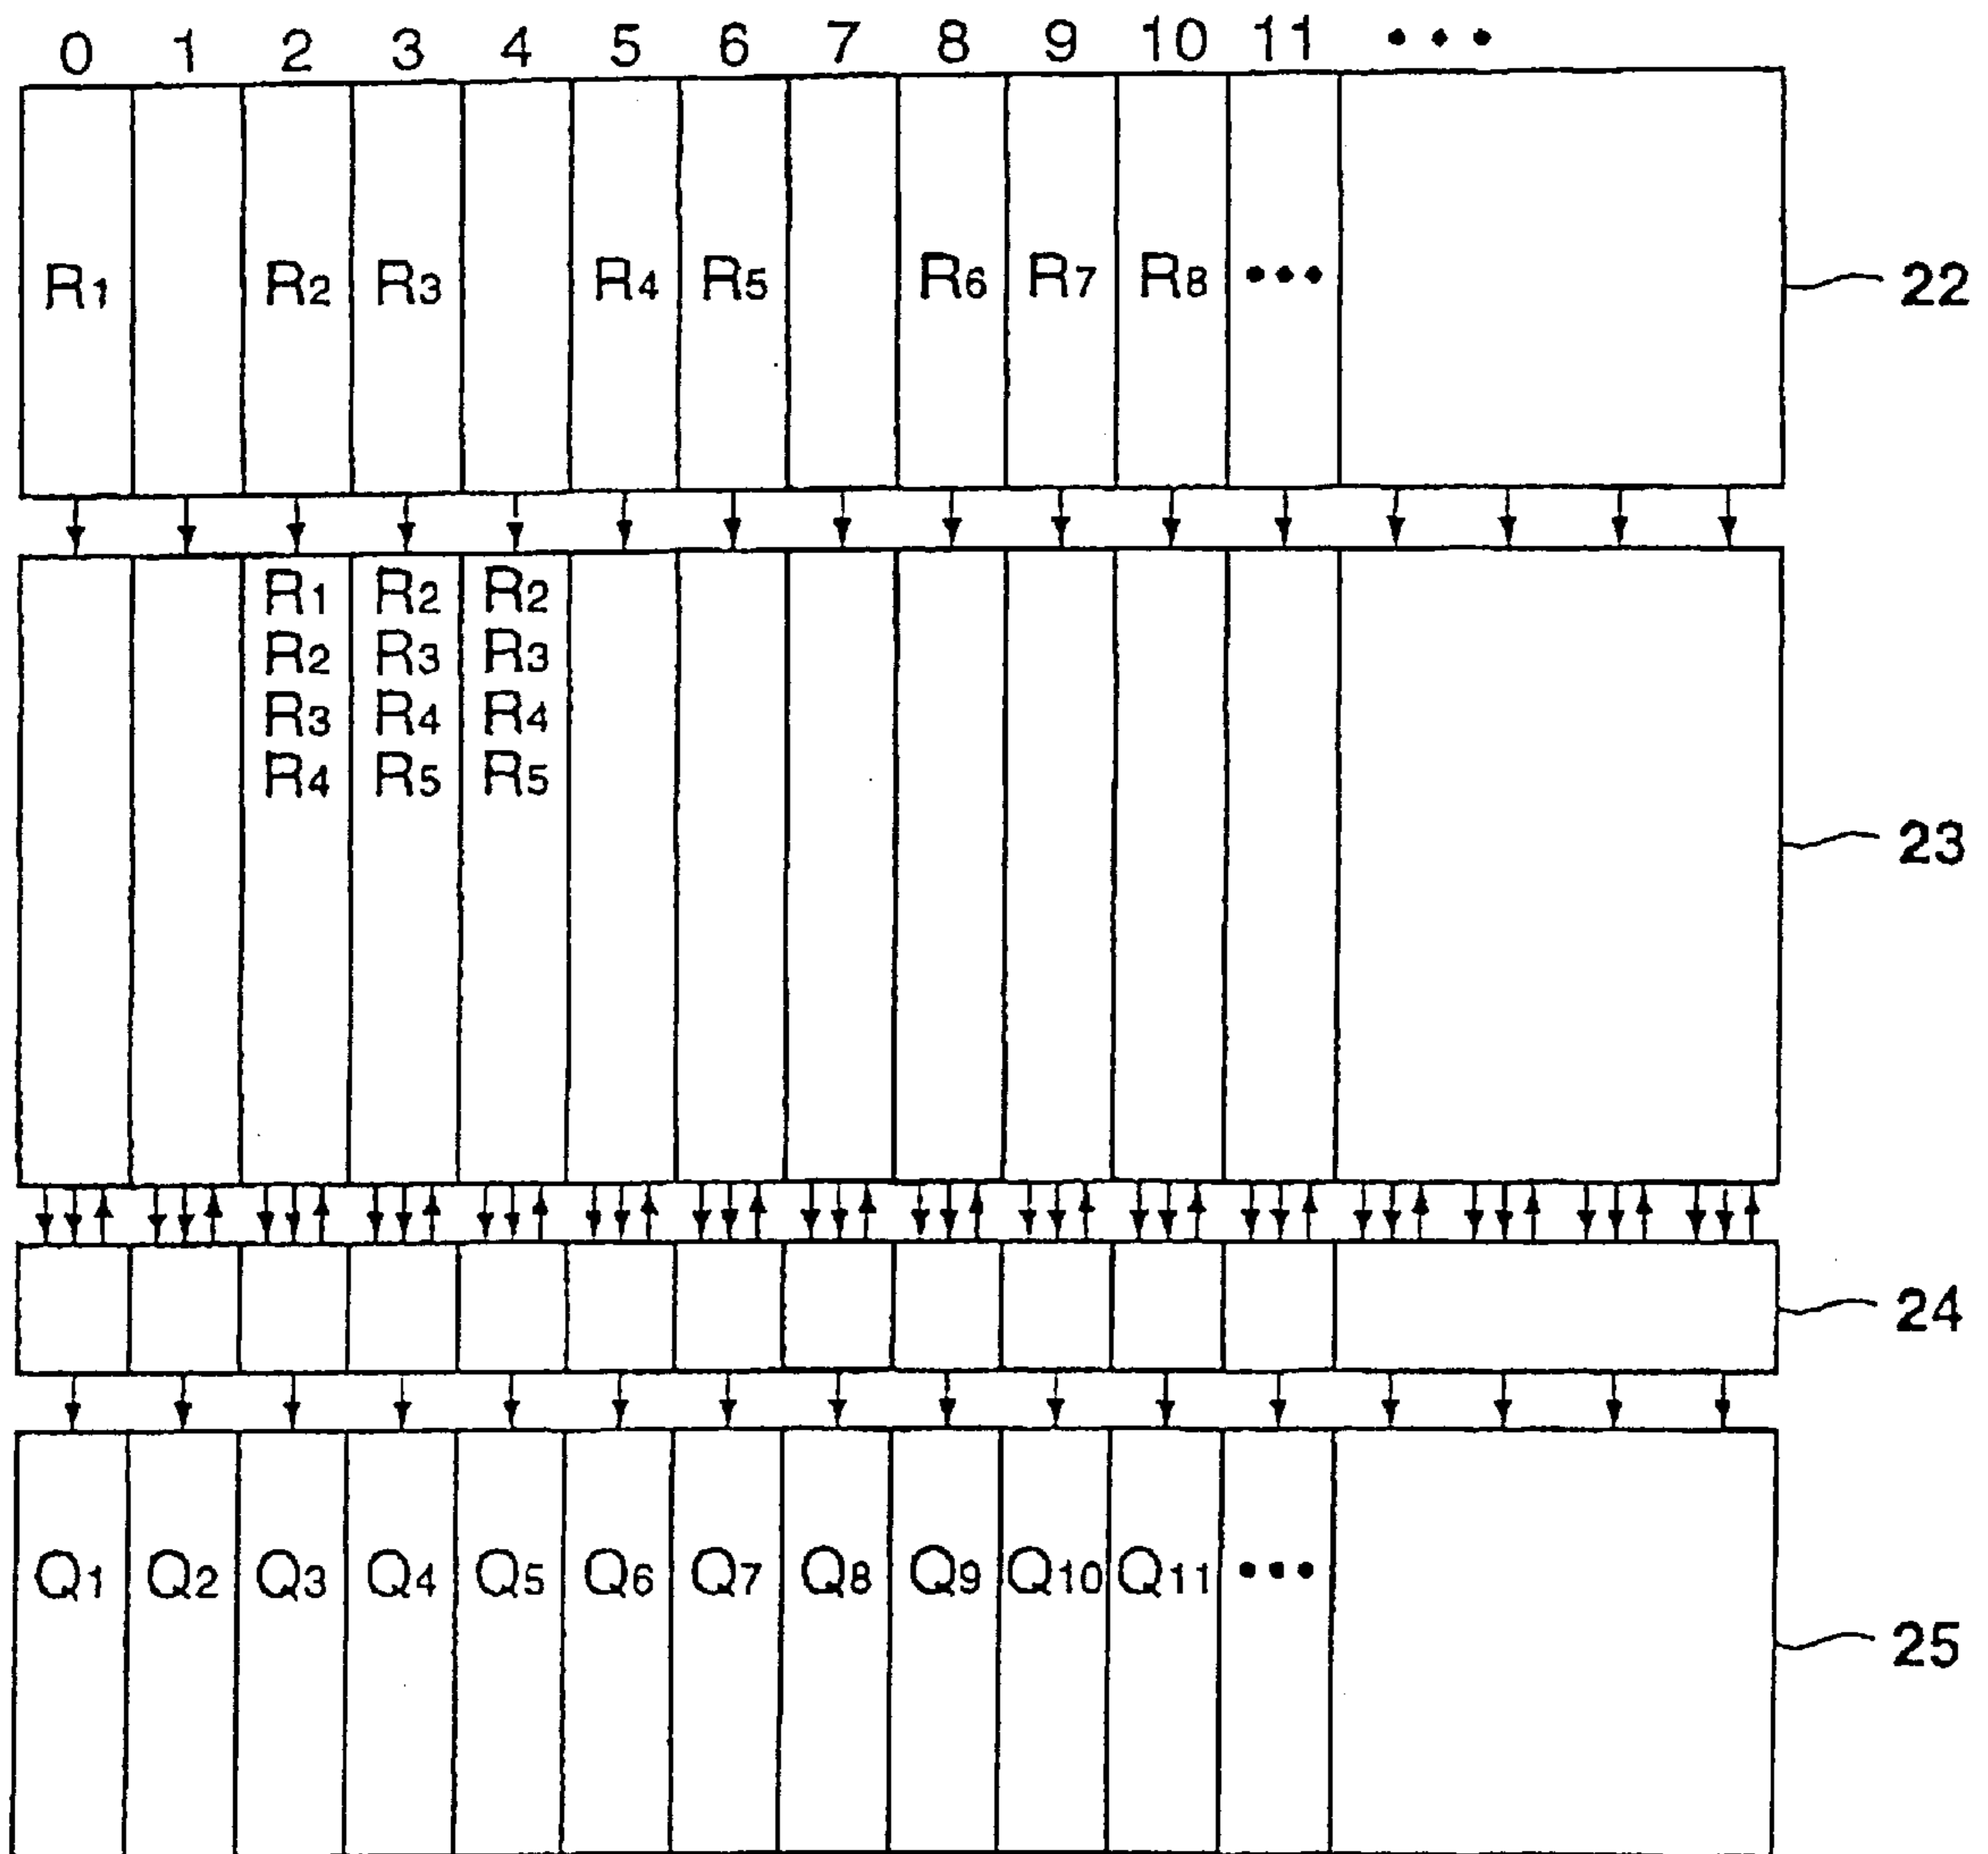 0 1 2 3 4 5 6 7 8 9 10 11 • • •
R1 R2 R3 R4 R5 R6 R7 R8 •••
22
R1 R2 R2
R2 R3 R3
R3 R4 R4
R4 R5 R5
23
24
Q1 Q2 Q3 Q4 Q5 Q6 Q7 Q8 Q9 Q10 Q11 •••
25